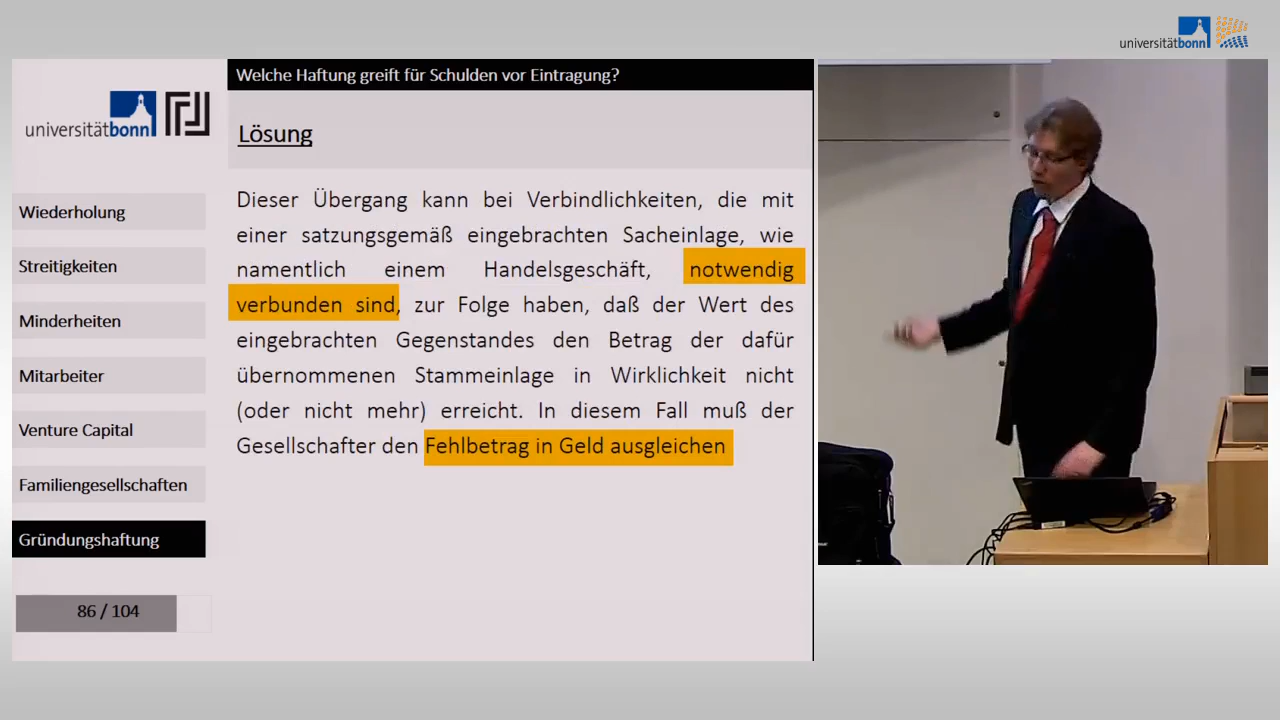 universitätbonn
Welche Haftung greift für Schulden vor Eintragung?
universitätbonn
Lösung
Dieser Übergang kann bei Verbindlichkeiten, die mit
einer satzungsgemäß eingebrachten Sacheinlage, wie
namentlich einem Handelsgeschäft, notwendig
verbunden sind, zur Folge haben, daß der Wert des
eingebrachten Gegenstandes den Betrag der dafür
übernommenen Stammeinlage in Wirklichkeit nicht
(oder nicht mehr) erreicht. In diesem Fall muß der
Gesellschafter den Fehlbetrag in Geld ausgleichen
Wiederholung
Streitigkeiten
Minderheiten
Mitarbeiter
Venture Capital
Familiengesellschaften
Gründungshaftung
86 / 104